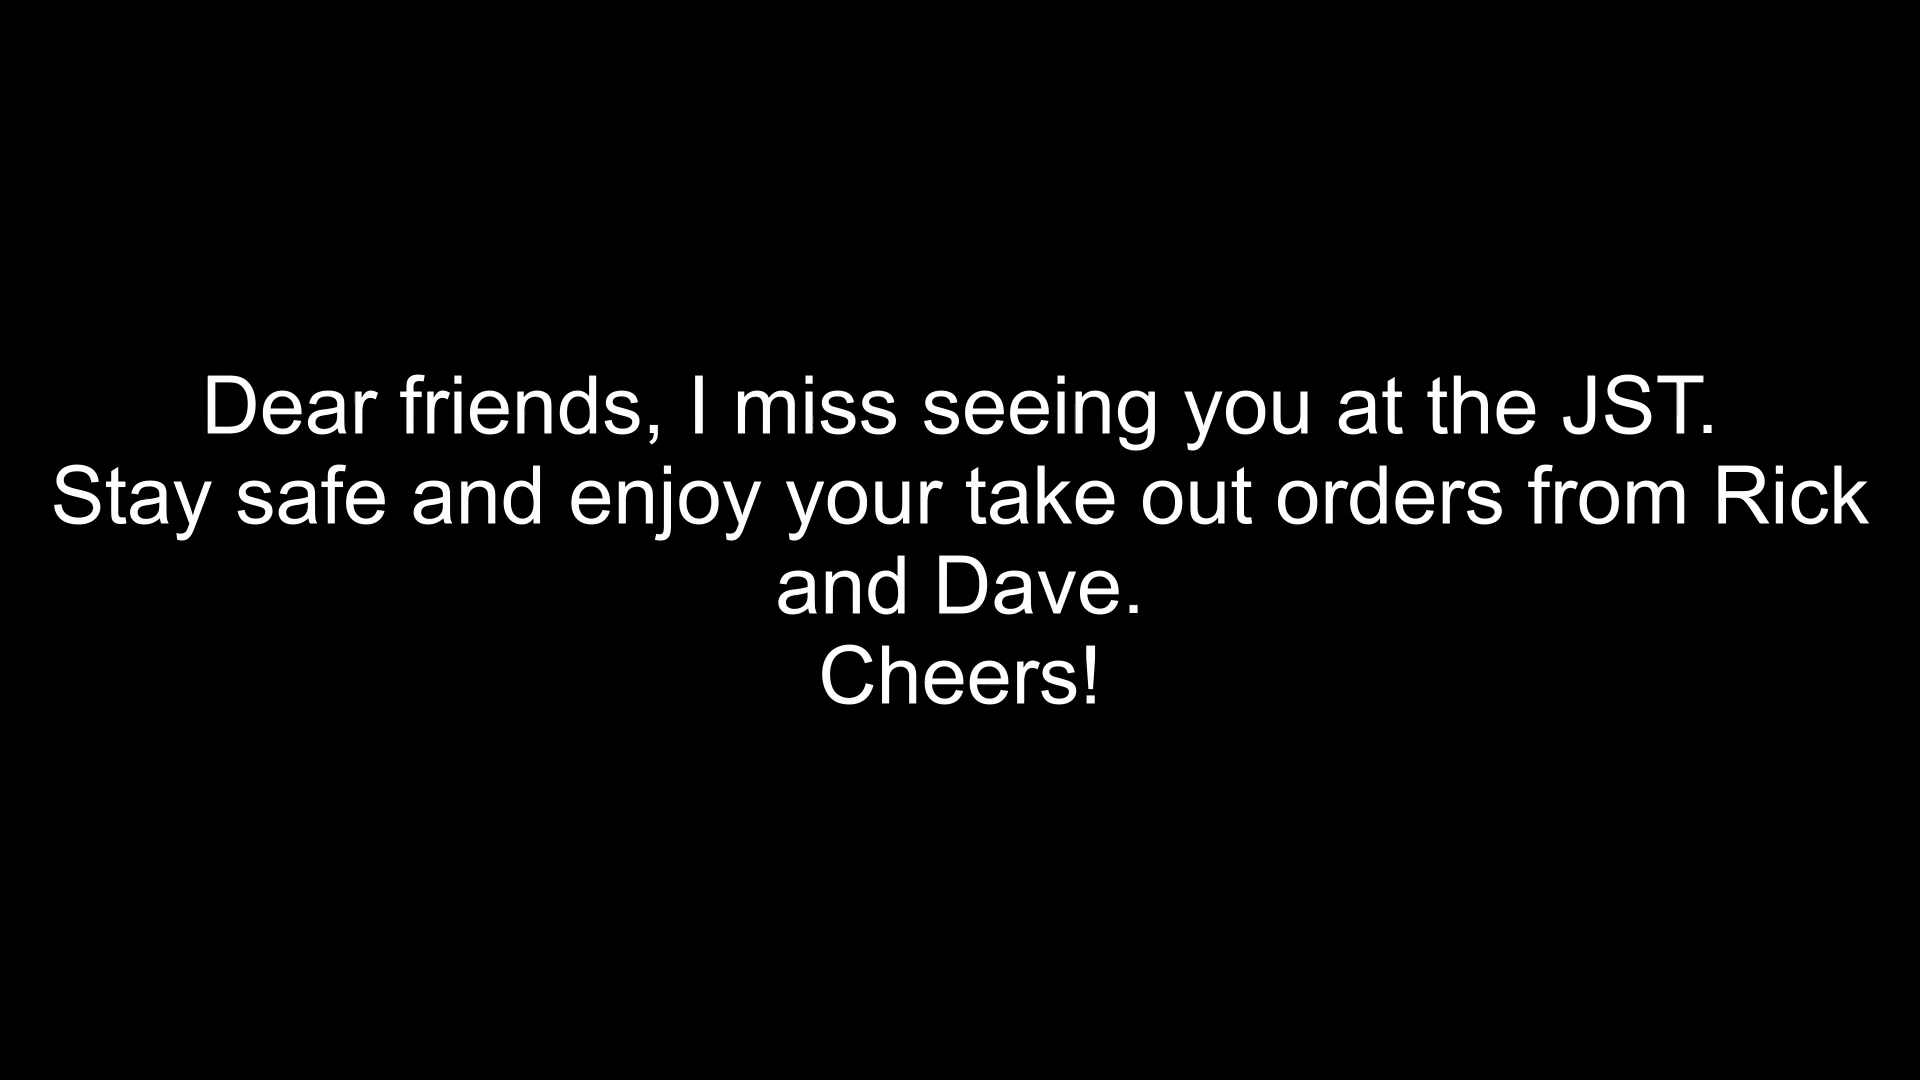 Dear friends, I miss seeing you at the JST.
Stay safe and enjoy your take out orders from Rick
and Dave.
Cheers!